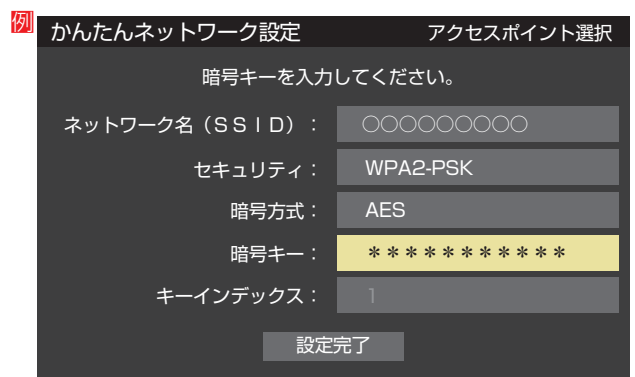 例
かんたんネットワーク設定 アクセスポイント選択
暗号キーを入力してください。
ネットワーク名（ＳＳＩＤ）： ○○○○○○○○○
セキュリティ： WPA2-PSK
暗号方式： AES
暗号キー： ＊＊＊＊＊＊＊＊＊＊＊
キーインデックス： 1
設定完了